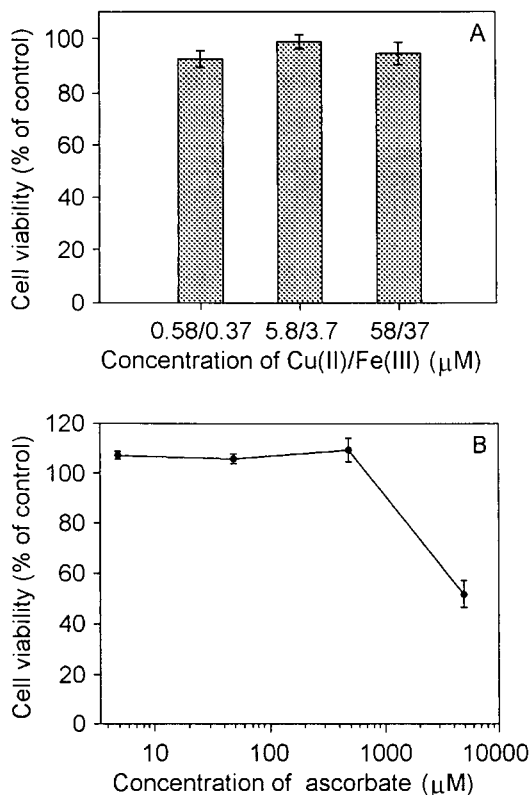 A
Cell viability (% of control)
100
80
60
40
20
0
0.58/0.37 5.8/3.7 58/37
Concentration of Cu(II)/Fe(III) (μM)
B
Cell viability (% of control)
120
100
80
60
40
20
0
10 100 1000 10000
Concentration of ascorbate (μM)